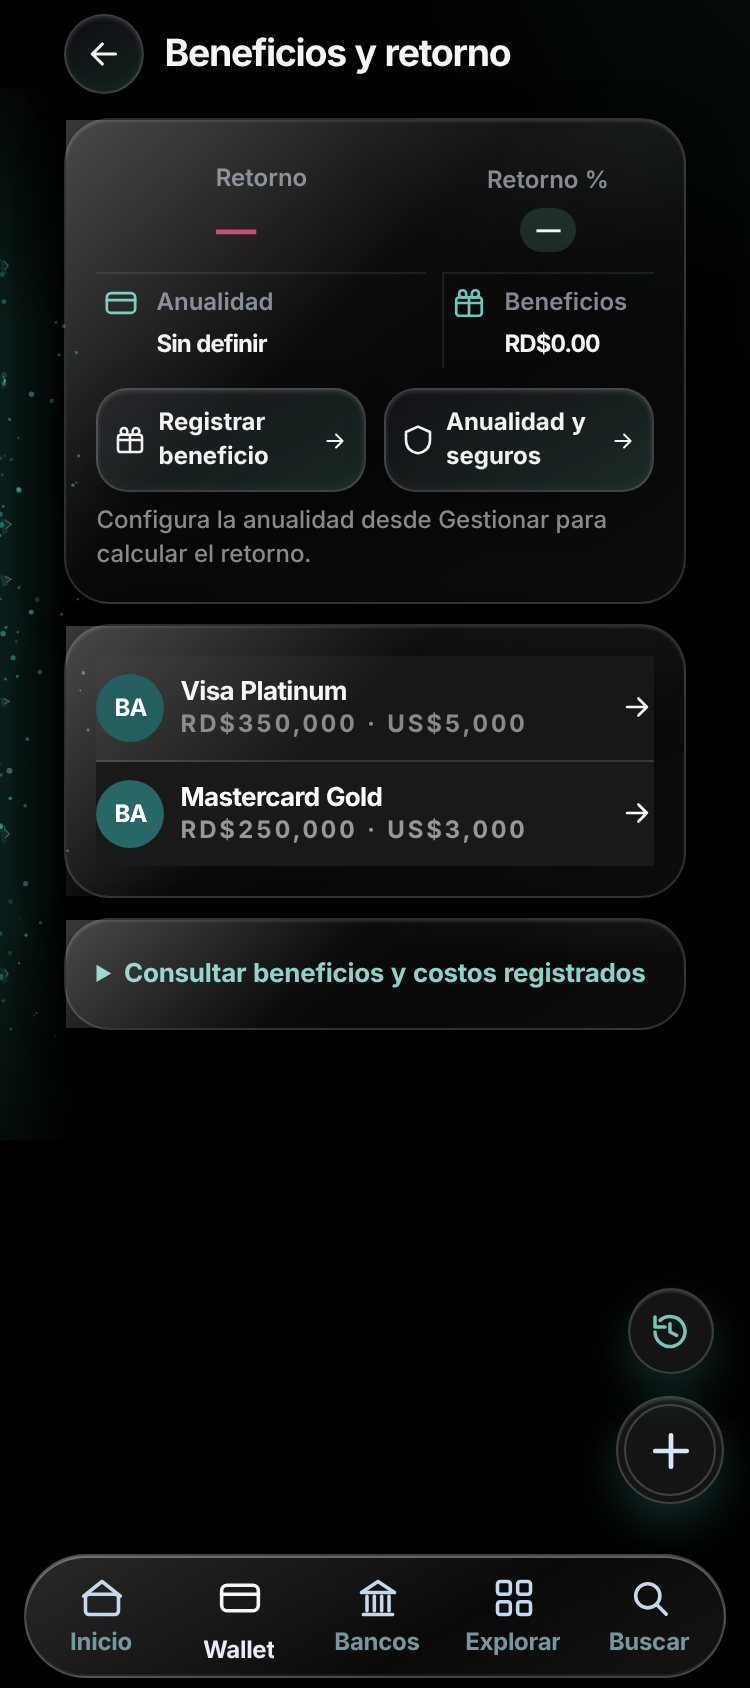 Beneficios y retorno
Retorno
Retorno %
—
—
Anualidad
Sin definir
Beneficios
RD$0.00
Registrar
beneficio
Anualidad y
seguros
Configura la anualidad desde Gestionar para
calcular el retorno.
BA
Visa Platinum
RD$350,000 · US$5,000
BA
Mastercard Gold
RD$250,000 · US$3,000
Consultar beneficios y costos registrados
Inicio
Wallet
Bancos
Explorar
Buscar